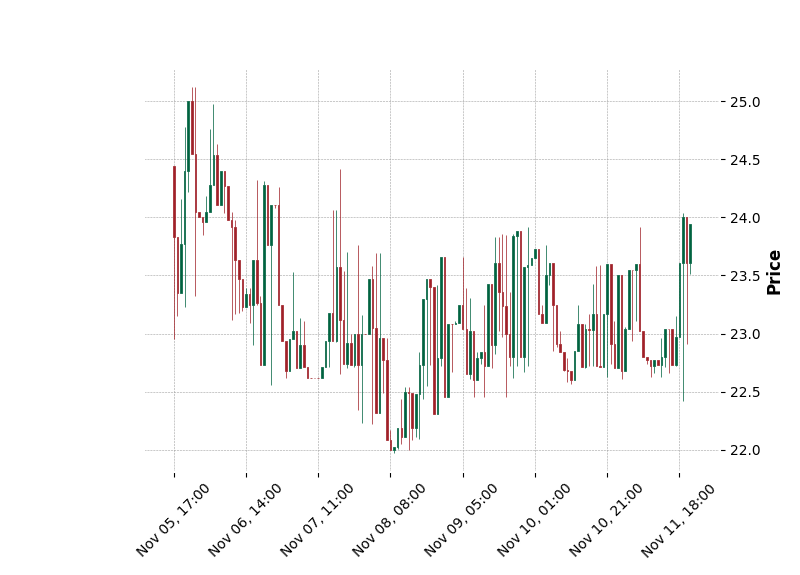 25.0
24.5
24.0
23.5
23.0
22.5
22.0
Price
Nov 05, 17:00
Nov 06, 14:00
Nov 07, 11:00
Nov 08, 08:00
Nov 09, 05:00
Nov 10, 01:00
Nov 10, 21:00
Nov 11, 18:00